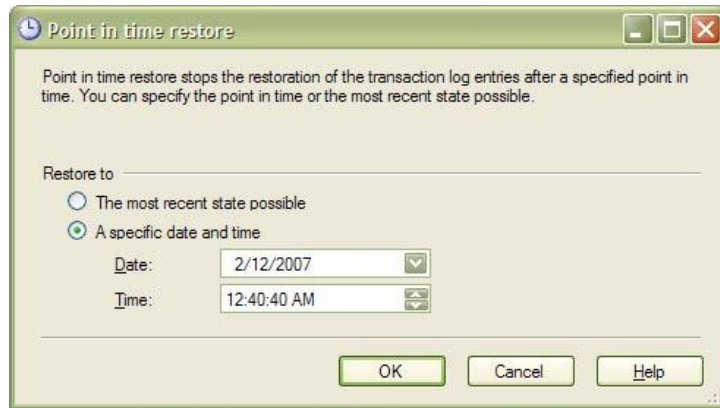 Point in time restore
Point in time restore stops the restoration of the transaction log entries after a specified point in
time. You can specify the point in time or the most recent state possible.
Restore to
The most recent state possible
A specific date and time
Date: 2/12/2007
Time: 12:40:40 AM
OK Cancel Help